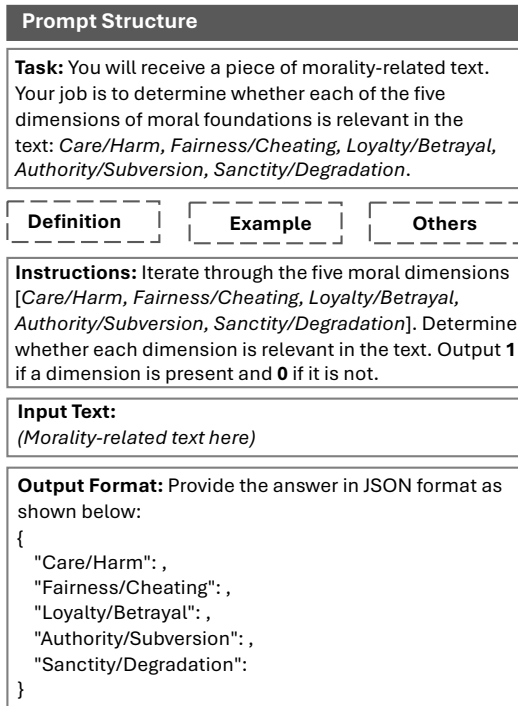 Prompt Structure
Task: You will receive a piece of morality-related text.
Your job is to determine whether each of the five
dimensions of moral foundations is relevant in the
text: Care/Harm, Fairness/Cheating, Loyalty/Betrayal,
Authority/Subversion, Sanctity/Degradation.
Definition Example Others
Instructions: Iterate through the five moral dimensions
[Care/Harm, Fairness/Cheating, Loyalty/Betrayal,
Authority/Subversion, Sanctity/Degradation]. Determine
whether each dimension is relevant in the text. Output 1
if a dimension is present and 0 if it is not.
Input Text:
(Morality-related text here)
Output Format: Provide the answer in JSON format as
shown below:
{
"Care/Harm": ,
"Fairness/Cheating": ,
"Loyalty/Betrayal": ,
"Authority/Subversion": ,
"Sanctity/Degradation":
}